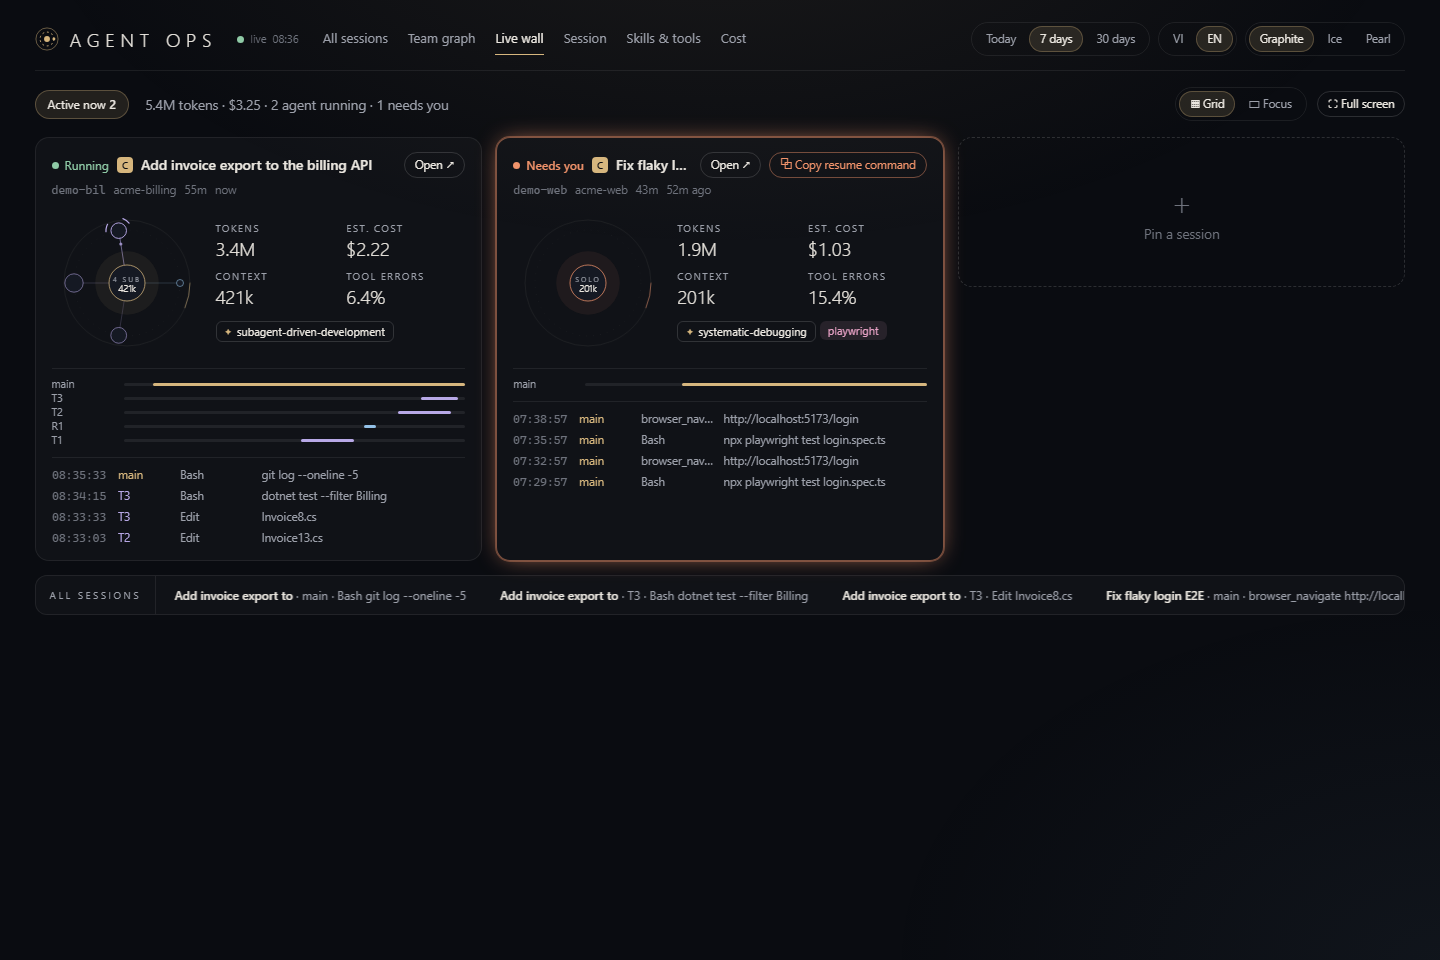 AGENT OPS
live 08:36
All sessions
Team graph
Live wall
Session
Skills & tools
Cost
Today
7 days
30 days
VI
EN
Graphite
Ice
Pearl
Active now 2
5.4M tokens · $3.25 · 2 agent running · 1 needs you
Grid
Focus
Full screen
Running
C
Add invoice export to the billing API
Open ↗
demo-bil acme-billing 55m now
4 SUB
421k
TOKENS
3.4M
EST. COST
$2.22
CONTEXT
421k
TOOL ERRORS
6.4%
✦ subagent-driven-development
main
T3
T2
R1
T1
08:35:33 main Bash git log --oneline -5
08:34:15 T3 Bash dotnet test --filter Billing
08:33:33 T3 Edit Invoice8.cs
08:33:03 T2 Edit Invoice13.cs
Needs you
C
Fix flaky l...
Open ↗
Copy resume command
demo-web acme-web 43m 52m ago
SOLO
201k
TOKENS
1.9M
EST. COST
$1.03
CONTEXT
201k
TOOL ERRORS
15.4%
✦ systematic-debugging
playwright
main
07:38:57 main browser_nav... http://localhost:5173/login
07:35:57 main Bash npx playwright test login.spec.ts
07:32:57 main browser_nav... http://localhost:5173/login
07:29:57 main Bash npx playwright test login.spec.ts
+
Pin a session
ALL SESSIONS
Add invoice export to · main · Bash git log --oneline -5
Add invoice export to · T3 · Bash dotnet test --filter Billing
Add invoice export to · T3 · Edit Invoice8.cs
Fix flaky login E2E · main · browser_navigate http://locall